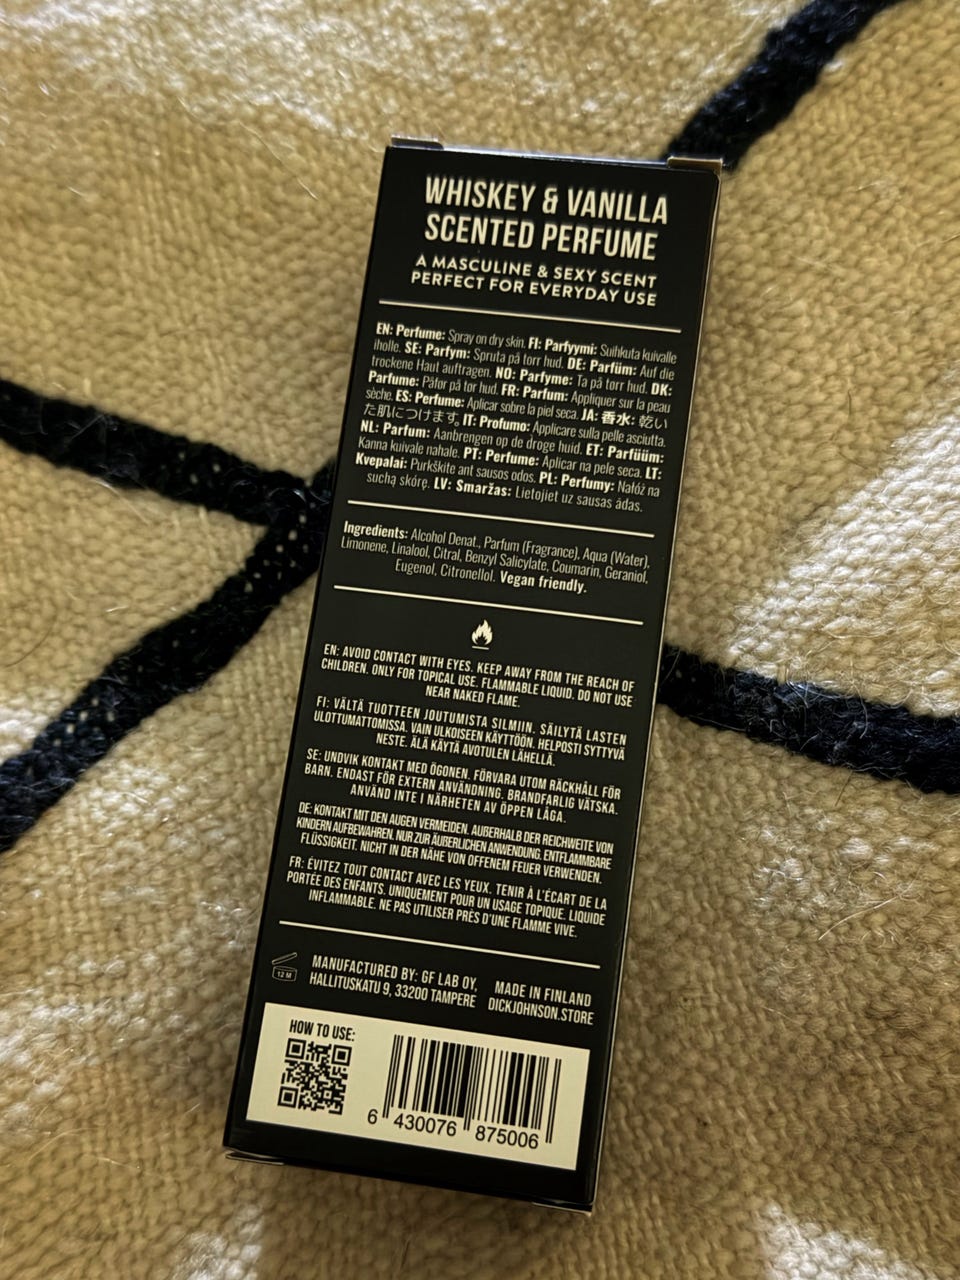 WHISKEY & VANILLA
SCENTED PERFUME
A MASCULINE & SEXY SCENT
PERFECT FOR EVERYDAY USE
EN: Perfume: Spray on dry skin. FI: Parfyymi: Suihkuta kuivalle
iholle. SE: Parfym: Spruta på torr hud. DE: Parfüm: Auf die
trockene Haut auftragen. NO: Parfyme: Ta på torr hud. DK:
Parfume: Påfør på tor hud. FR: Parfum: Appliquer sur la peau
sèche. ES: Perfume: Aplicar sobre la piel seca. JA: 香水: 乾い
た肌につけます。IT: Profumo: Applicare sulla pelle asciutta.
NL: Parfum: Aanbrengen op de droge huid. ET: Parfüüm:
Kanna kuivale nahale. PT: Perfume: Aplicar na pele seca. LT:
Kvepalai: Purkškite ant sausos odos. PL: Perfumy: Nałóż na
suchą skórę. LV: Smaržas: Lietojiet uz sausas ādas.
Ingredients: Alcohol Denat., Parfum (Fragrance), Aqua (Water),
Limonene, Linalool, Citral, Benzyl Salicylate, Coumarin, Geraniol,
Eugenol, Citronellol. Vegan friendly.
EN: AVOID CONTACT WITH EYES. KEEP AWAY FROM THE REACH OF
CHILDREN. ONLY FOR TOPICAL USE. FLAMMABLE LIQUID. DO NOT USE
NEAR NAKED FLAME.
FI: VÄLTÄ TUOTTEEN JOUTUMISTA SILMIIN. SÄILYTÄ LASTEN
ULOTTUMATTOMISSA. VAIN ULKOISEEN KÄYTTÖÖN. HELPOSTI SYTTYVÄ
NESTE. ÄLÄ KÄYTÄ AVOTULEN LÄHELLÄ.
SE: UNDVIK KONTAKT MED ÖGONEN. FÖRVARA UTOM RÄCKHÅLL FÖR
BARN. ENDAST FÖR EXTERN ANVÄNDNING. BRANDFARLIG VÄTSKA.
ANVÄND INTE I NÄRHETEN AV ÖPPEN LÅGA.
DE: KONTAKT MIT DEN AUGEN VERMEIDEN. AUßERHALB DER REICHWEITE VON
KINDERN AUFBEWAHREN. NUR ZUR ÄUßERLICHEN ANWENDUNG. ENTFLAMMBARE
FLÜSSIGKEIT. NICHT IN DER NÄHE VON OFFENEM FEUER VERWENDEN.
FR: ÉVITEZ TOUT CONTACT AVEC LES YEUX. TENIR À L'ÉCART DE LA
PORTÉE DES ENFANTS. UNIQUEMENT POUR UN USAGE TOPIQUE. LIQUIDE
INFLAMMABLE. NE PAS UTILISER PRÈS D'UNE FLAMME VIVE.
12 M
MANUFACTURED BY: GF LAB OY,
HALLITUSKATU 9, 33200 TAMPERE
MADE IN FINLAND
DICKJOHNSON.STORE
HOW TO USE:
6 430076 875006